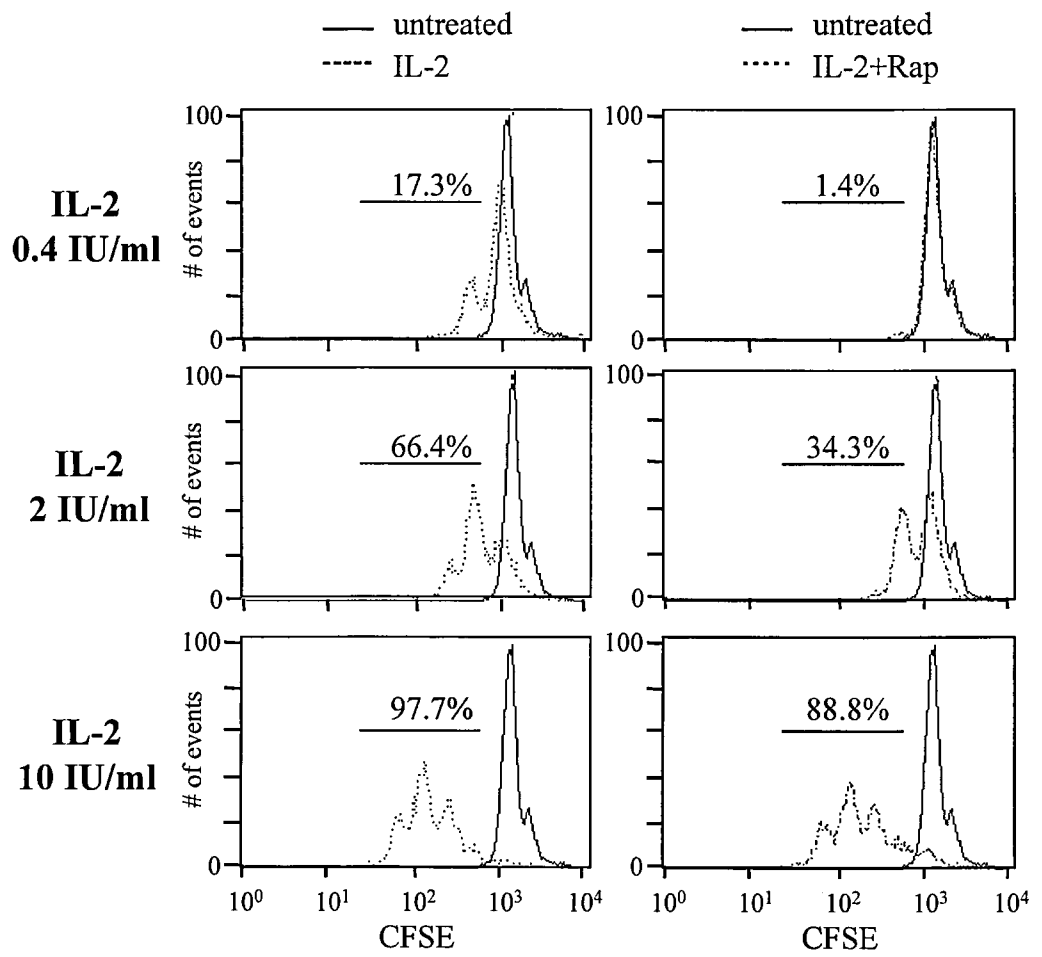 untreated
IL-2
untreated
IL-2+Rap
IL-2
0.4 IU/ml
# of events
100
0
17.3%
100
0
1.4%
IL-2
2 IU/ml
# of events
100
0
66.4%
100
0
34.3%
IL-2
10 IU/ml
# of events
100
0
97.7%
100
0
88.8%
10⁰ 10¹ 10² 10³ 10⁴
CFSE
10⁰ 10¹ 10² 10³ 10⁴
CFSE